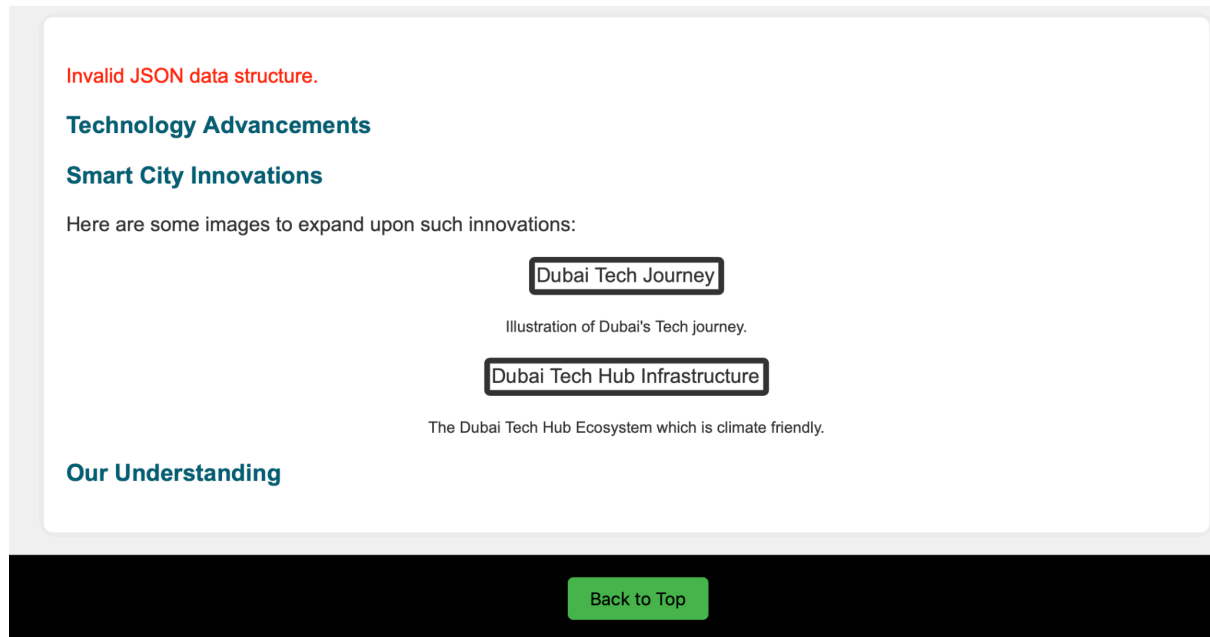 Invalid JSON data structure.
Technology Advancements
Smart City Innovations
Here are some images to expand upon such innovations:
Dubai Tech Journey
Illustration of Dubai's Tech journey.
Dubai Tech Hub Infrastructure
The Dubai Tech Hub Ecosystem which is climate friendly.
Our Understanding
Back to Top